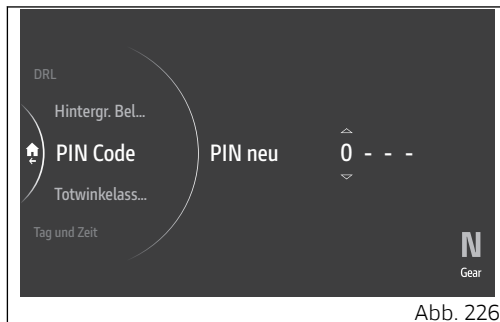 DRL
Hintergr. Bel...
PIN Code
PIN neu
0 - - -
Totwinkelass...
Tag und Zeit
N
Gear
Abb. 226